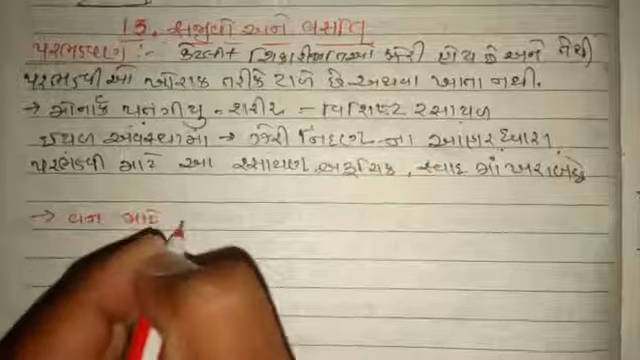 13. સજીવો અને વસતિ
પરભક્ષણ :- કેટલીક શિકારીજાતિઓ ઝેરી હોય છે અને તેથી
પરભક્ષી ઓ ખોરાક તરીકે ટાળે છે અથવા ખાતા નથી.
→ મોનાર્ક પતંગીયુ - શરીર - વિશિષ્ટ રસાયણ
ઇયળ અવસ્થામાં → ઝેરી નિંદણ ના આહાર દ્વારા
પરભક્ષી માટે આ રસાયણ અરુચિક, સ્વાદ માં ખરાબ છે
→ વન માટે